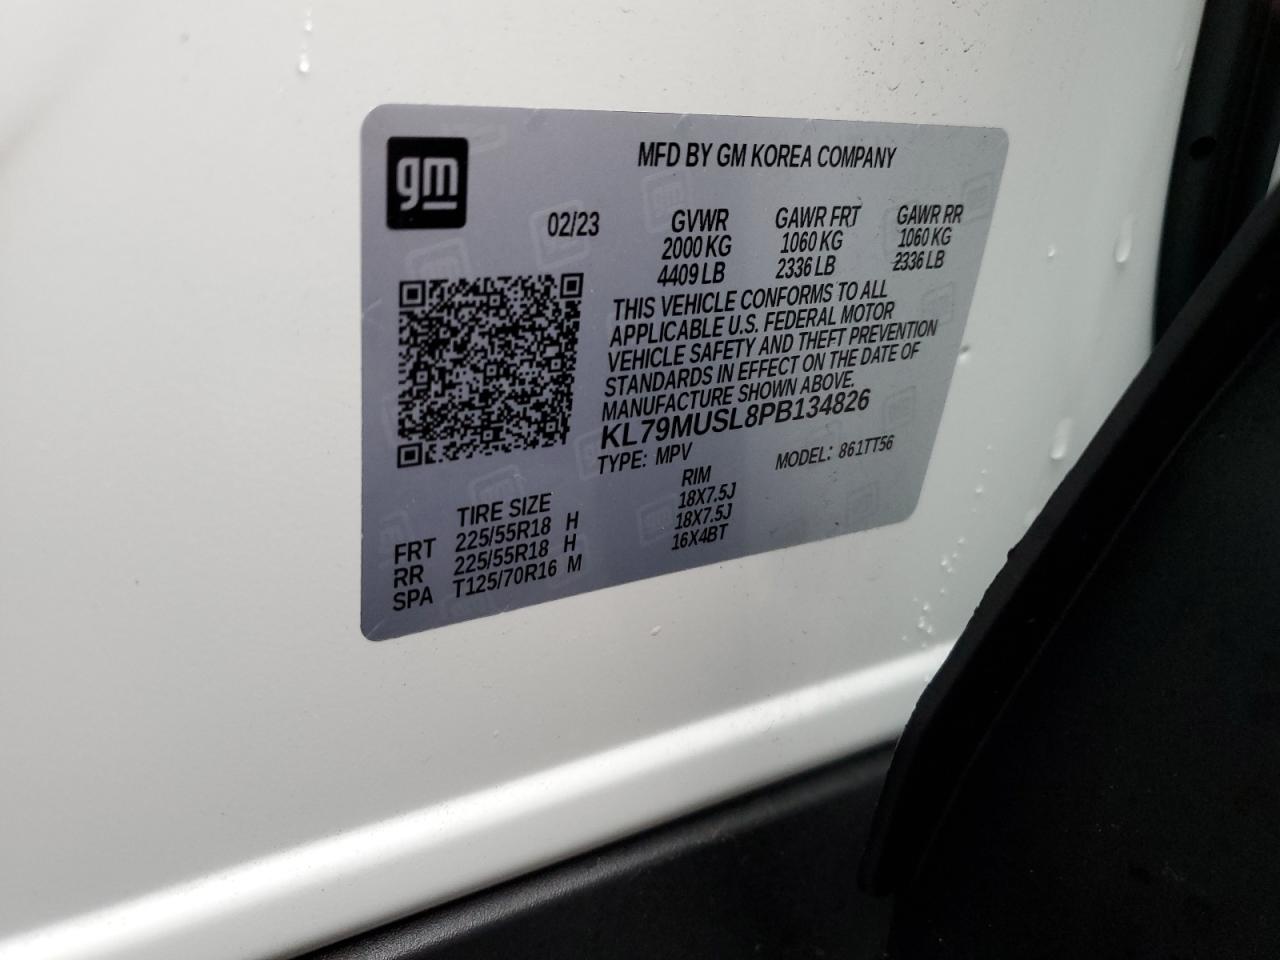 gm
MFD BY GM KOREA COMPANY
02/23
GVWR GAWR FRT GAWR RR
2000 KG 1060 KG 1060 KG
4409 LB 2336 LB 2336 LB
THIS VEHICLE CONFORMS TO ALL
APPLICABLE U.S. FEDERAL MOTOR
VEHICLE SAFETY AND THEFT PREVENTION
STANDARDS IN EFFECT ON THE DATE OF
MANUFACTURE SHOWN ABOVE.
KL79MUSL8PB134826
TYPE: MPV MODEL: 861TT56
TIRE SIZE RIM
FRT 225/55R18 H 18X7.5J
RR 225/55R18 H 18X7.5J
SPA T125/70R16 M 16X4BT